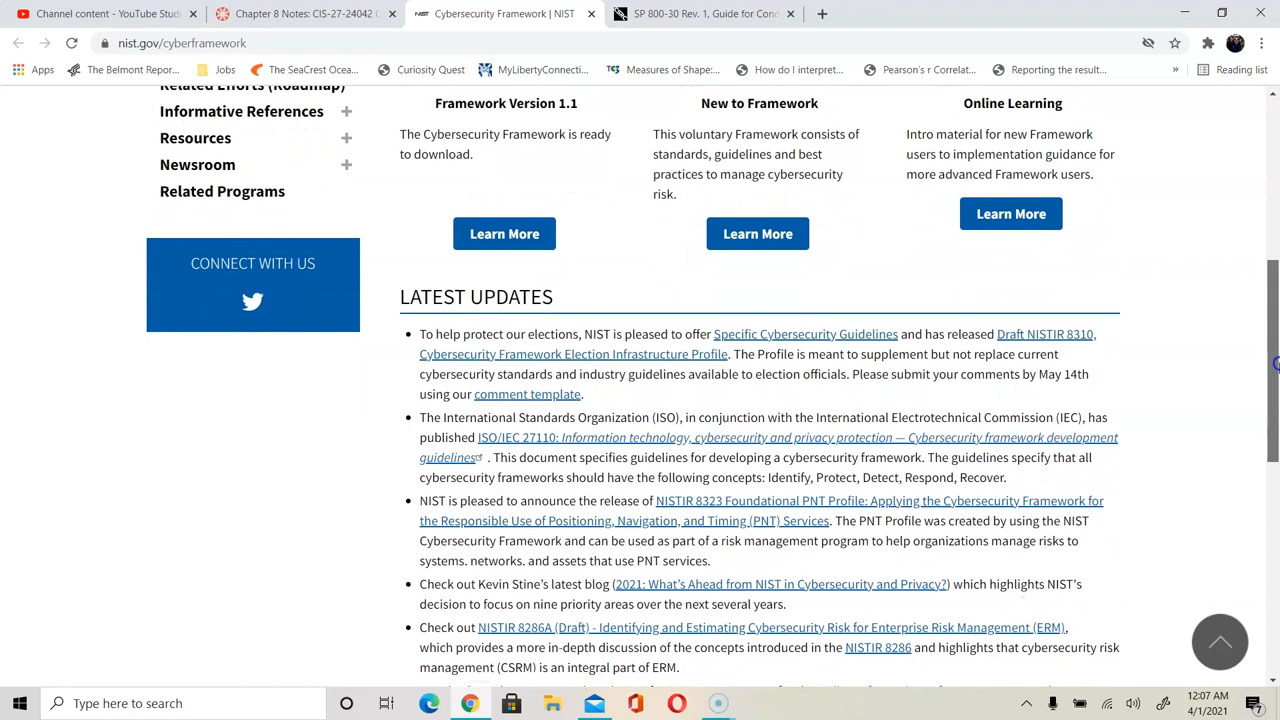 Content - YouTube Studio
Chapter 8 Notes: CIS-27-24042 C
NIST Cybersecurity Framework | NIST
SP 800-30 Rev. 1, Guide for Cond
nist.gov/cyberframework
Apps
The Belmont Repor...
Jobs
The SeaCrest Ocea...
Curiosity Quest
MyLibertyConnecti...
Measures of Shape:...
How do I interpret...
Pearson's r Correlat...
Reporting the result...
»
Reading list
Related Efforts (Roadmap)
Informative References
Resources
Newsroom
Related Programs
CONNECT WITH US
Framework Version 1.1
The Cybersecurity Framework is ready
to download.
Learn More
New to Framework
This voluntary Framework consists of
standards, guidelines and best
practices to manage cybersecurity
risk.
Learn More
Online Learning
Intro material for new Framework
users to implementation guidance for
more advanced Framework users.
Learn More
LATEST UPDATES
• To help protect our elections, NIST is pleased to offer Specific Cybersecurity Guidelines and has released Draft NISTIR 8310,
Cybersecurity Framework Election Infrastructure Profile. The Profile is meant to supplement but not replace current
cybersecurity standards and industry guidelines available to election officials. Please submit your comments by May 14th
using our comment template.
• The International Standards Organization (ISO), in conjunction with the International Electrotechnical Commission (IEC), has
published ISO/IEC 27110: Information technology, cybersecurity and privacy protection — Cybersecurity framework development
guidelines . This document specifies guidelines for developing a cybersecurity framework. The guidelines specify that all
cybersecurity frameworks should have the following concepts: Identify, Protect, Detect, Respond, Recover.
• NIST is pleased to announce the release of NISTIR 8323 Foundational PNT Profile: Applying the Cybersecurity Framework for
the Responsible Use of Positioning, Navigation, and Timing (PNT) Services. The PNT Profile was created by using the NIST
Cybersecurity Framework and can be used as part of a risk management program to help organizations manage risks to
systems, networks, and assets that use PNT services.
• Check out Kevin Stine's latest blog (2021: What's Ahead from NIST in Cybersecurity and Privacy?) which highlights NIST's
decision to focus on nine priority areas over the next several years.
• Check out NISTIR 8286A (Draft) - Identifying and Estimating Cybersecurity Risk for Enterprise Risk Management (ERM),
which provides a more in-depth discussion of the concepts introduced in the NISTIR 8286 and highlights that cybersecurity risk
management (CSRM) is an integral part of ERM.
Type here to search
12:07 AM
4/1/2021
7